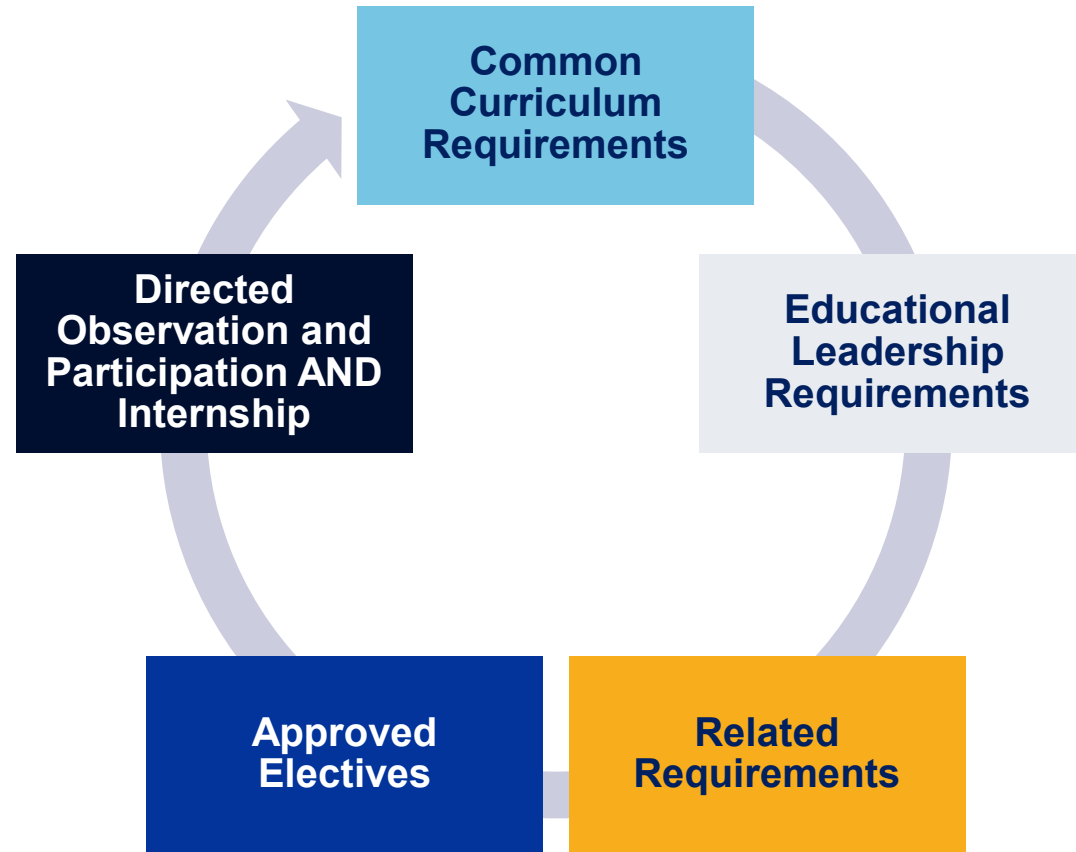 Common
Curriculum
Requirements
Educational
Leadership
Requirements
Related
Requirements
Approved
Electives
Directed
Observation and
Participation AND
Internship